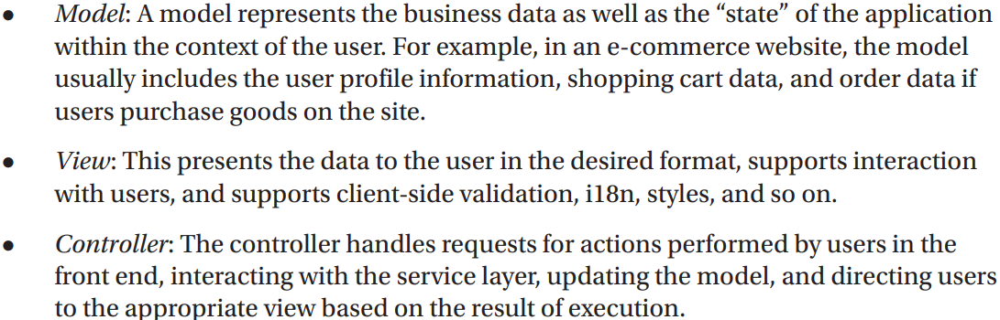 • Model: A model represents the business data as well as the “state” of the application
within the context of the user. For example, in an e-commerce website, the model
usually includes the user profile information, shopping cart data, and order data if
users purchase goods on the site.
• View: This presents the data to the user in the desired format, supports interaction
with users, and supports client-side validation, i18n, styles, and so on.
• Controller: The controller handles requests for actions performed by users in the
front end, interacting with the service layer, updating the model, and directing users
to the appropriate view based on the result of execution.